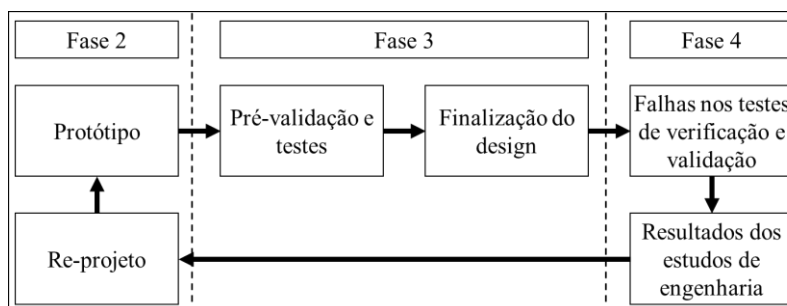 Fase 2
Fase 3
Fase 4
Protótipo
Pré-validação e
testes
Finalização do
design
Falhas nos testes
de verificação e
validação
Re-projeto
Resultados dos
estudos de
engenharia